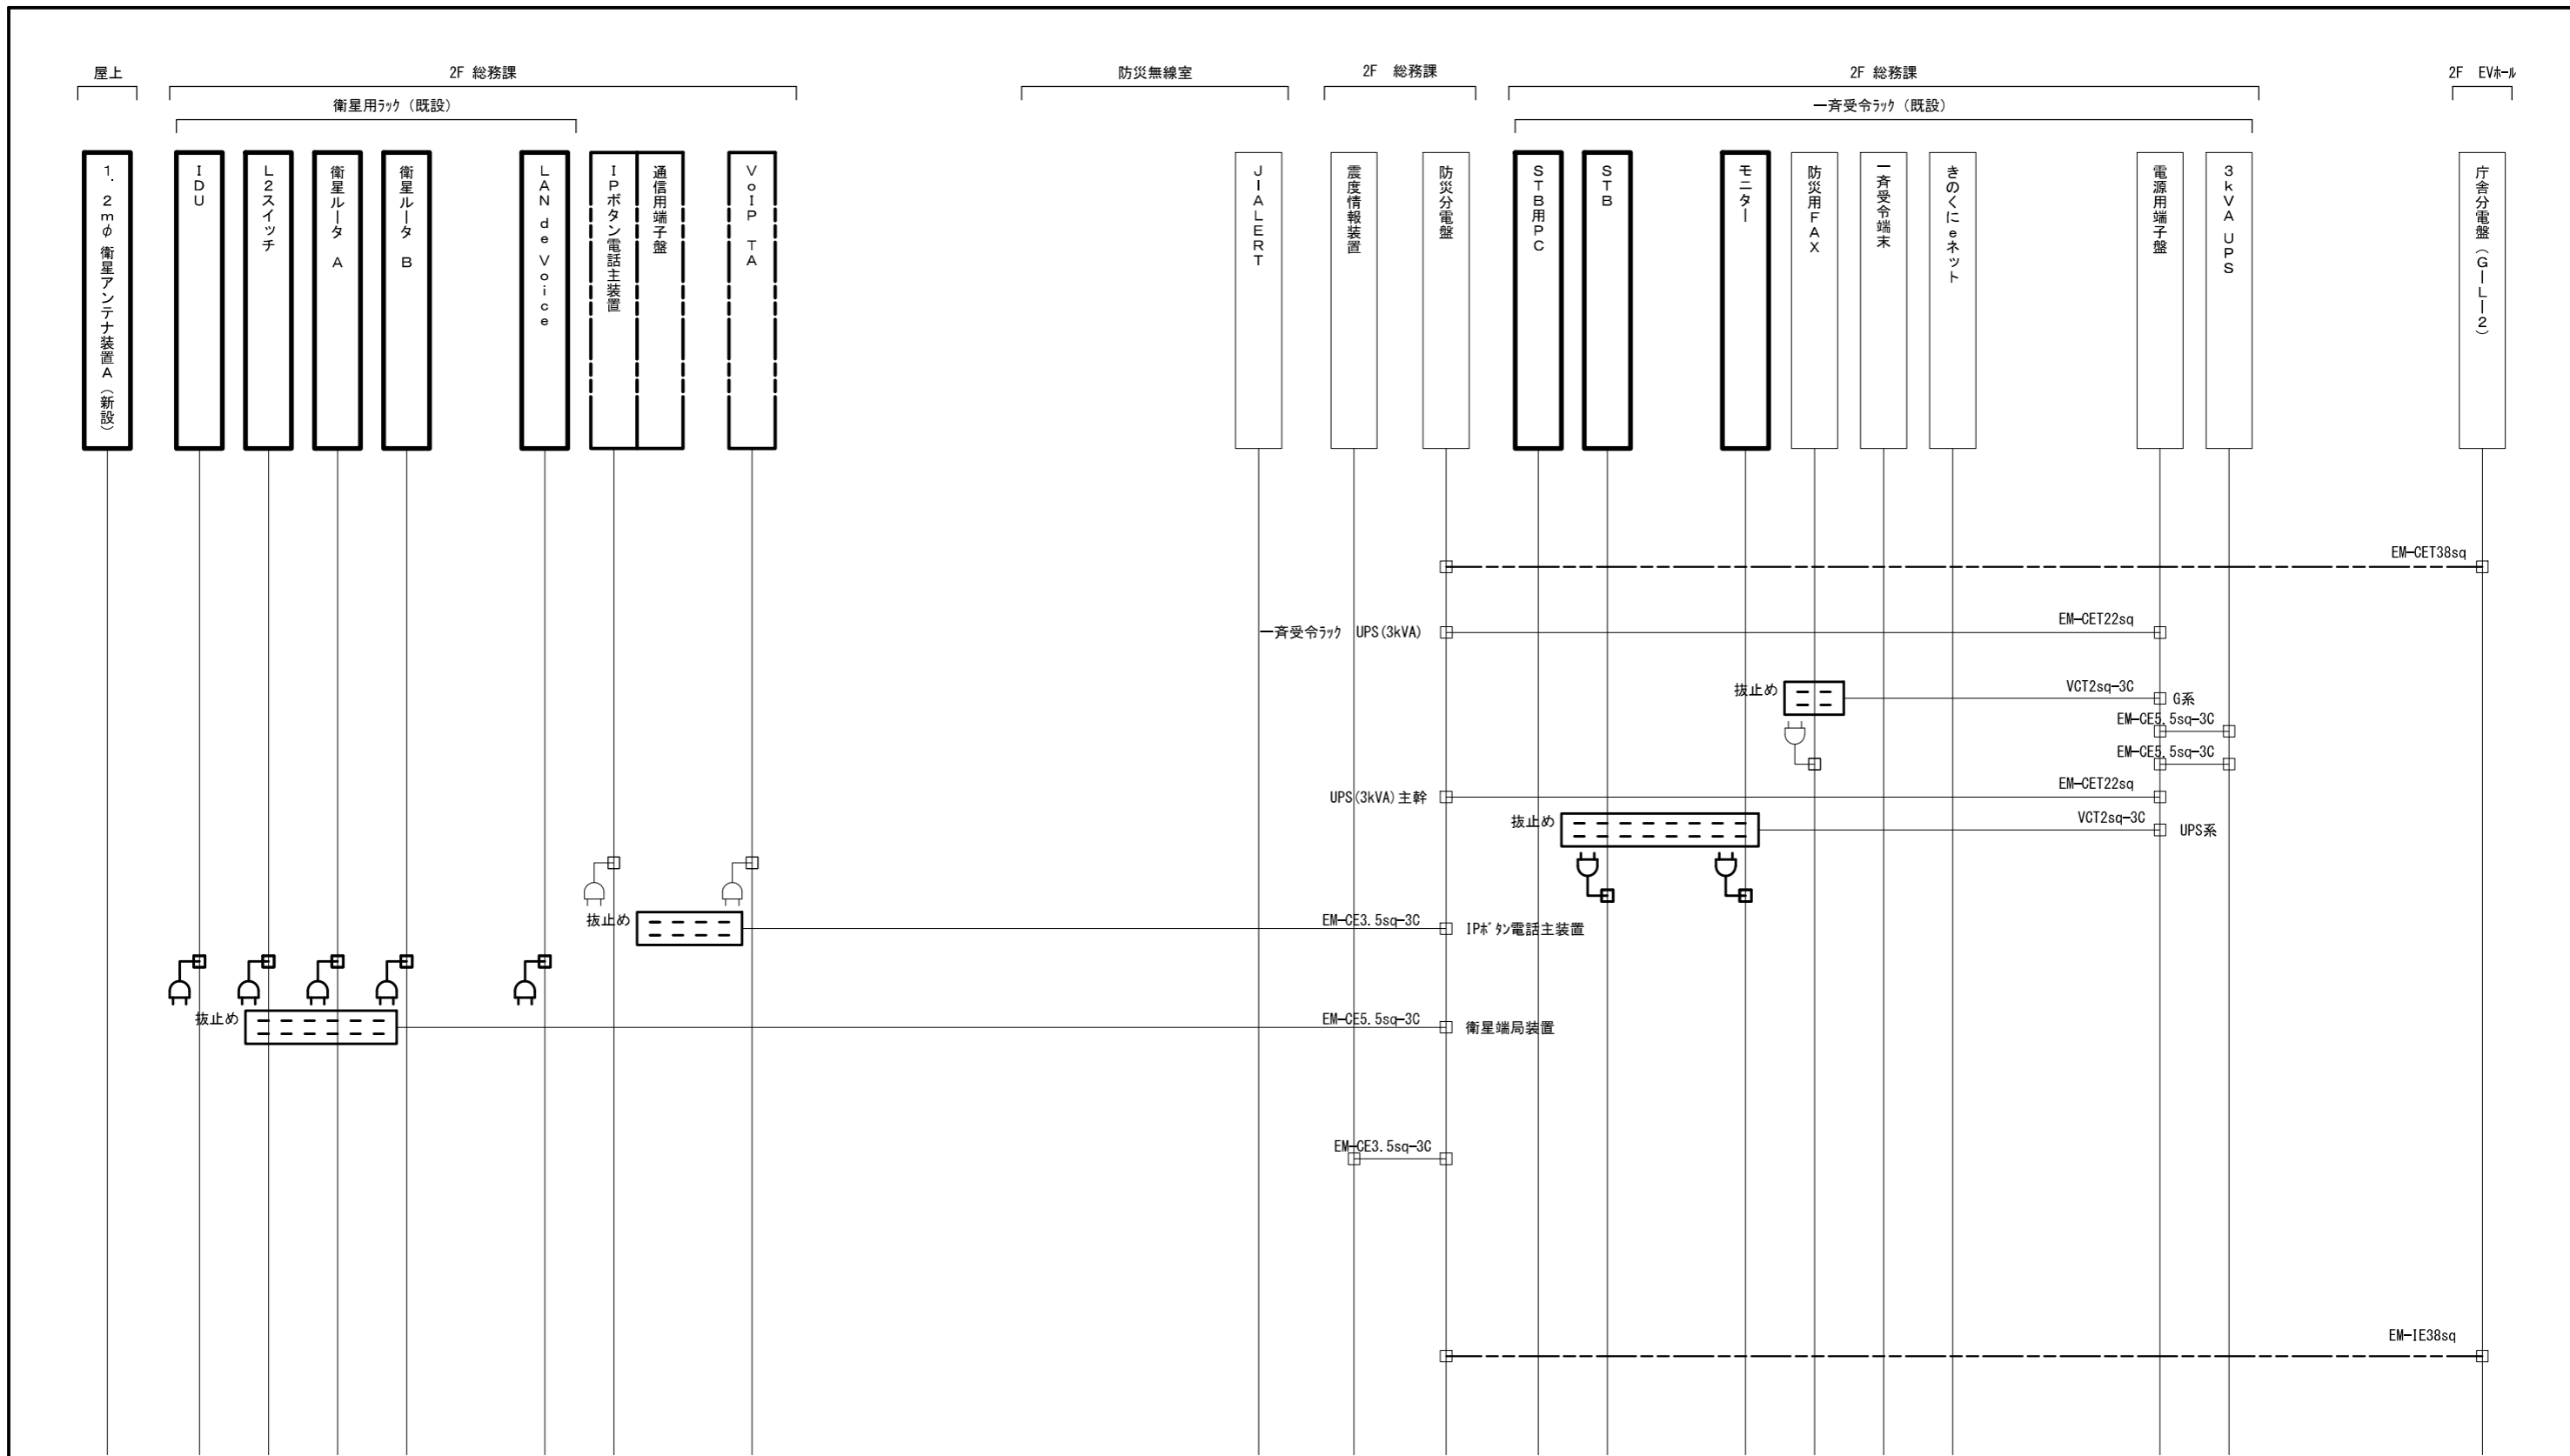 屋上
2F 総務課
防災無線室
2F 総務課
2F 総務課
2F EVﾎｰﾙ
衛星用ﾗｯｸ（既設）
一斉受令ﾗｯｸ（既設）
１．２ｍφ 衛星アンテナ装置Ａ（新設）
ＩＤＵ
Ｌ２スイッチ
衛星ルータ Ａ
衛星ルータ Ｂ
ＬＡＮ ｄｅ Ｖｏｉｃｅ
ＩＰボタン電話主装置
通信用端子盤
ＶｏＩＰ ＴＡ
Ｊ－ＡＬＥＲＴ
震度情報装置
防災分電盤
ＳＴＢ用ＰＣ
ＳＴＢ
モニター
防災用ＦＡＸ
一斉受令端末
きのくにｅネット
電源用端子盤
３ｋＶＡ ＵＰＳ
庁舎分電盤（Ｇ－Ｌ－２）
EM-CET38sq
一斉受令ﾗｯｸ UPS(3kVA)
EM-CET22sq
抜止め
VCT2sq-3C
G系
EM-CE5.5sq-3C
EM-CE5.5sq-3C
UPS(3kVA)主幹
EM-CET22sq
抜止め
VCT2sq-3C
UPS系
抜止め
EM-CE3.5sq-3C
IPﾎﾞﾀﾝ電話主装置
抜止め
EM-CE5.5sq-3C
衛星端局装置
EM-CE3.5sq-3C
EM-IE38sq